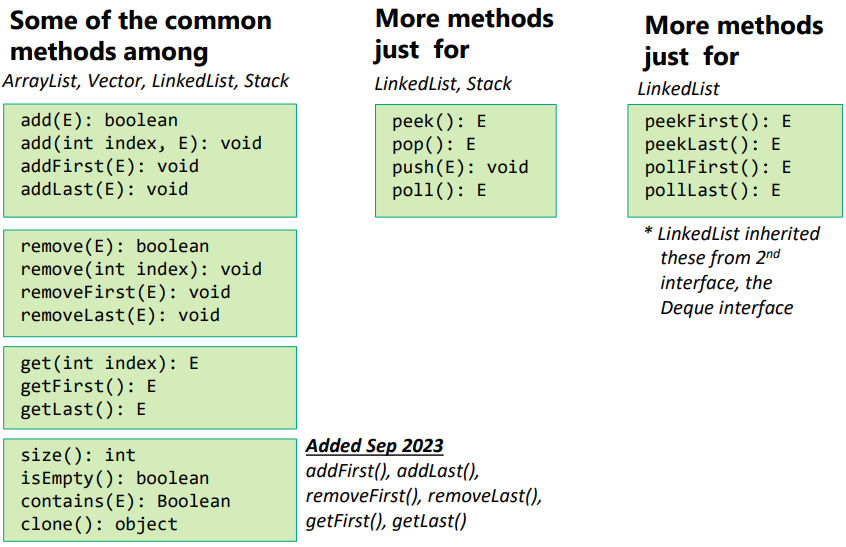 Some of the common
methods among
ArrayList, Vector, LinkedList, Stack
add(E): boolean
add(int index, E): void
addFirst(E): void
addLast(E): void
remove(E): boolean
remove(int index): void
removeFirst(E): void
removeLast(E): void
get(int index): E
getFirst(): E
getLast(): E
size(): int
isEmpty(): boolean
contains(E): Boolean
clone(): object
Added Sep 2023
addFirst(), addLast(),
removeFirst(), removeLast(),
getFirst(), getLast()
More methods
just for
LinkedList, Stack
peek(): E
pop(): E
push(E): void
poll(): E
More methods
just for
LinkedList
peekFirst(): E
peekLast(): E
pollFirst(): E
pollLast(): E
* LinkedList inherited
these from 2nd
interface, the
Deque interface